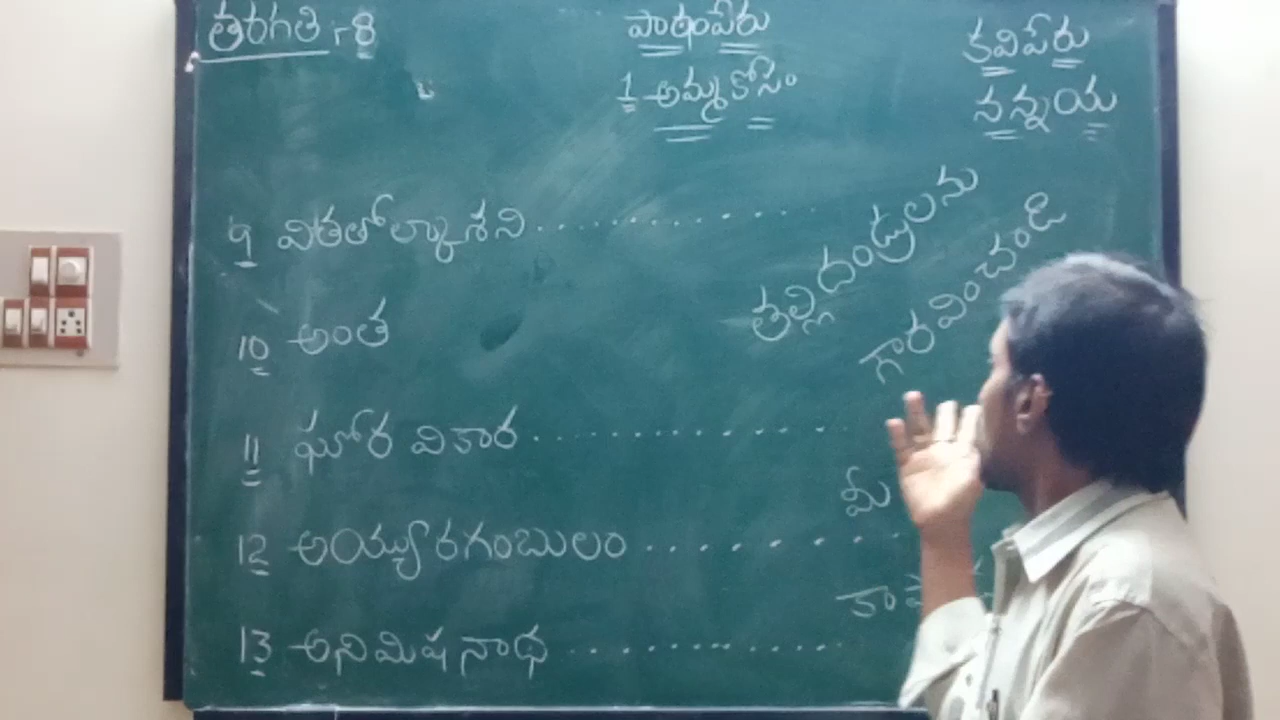 తరగతి - 8
పాఠంపేరు
1 అమ్మకోసం
కవిపేరు
నన్నయ
9 వితతోల్కాశని ..............
10 అంత
11 ఘోర వికార ..............
12 అయ్యురగంబులం ..........
13 అనిమిషనాథ ..............
తల్లిదండ్రులను
గారవించండి
మీ